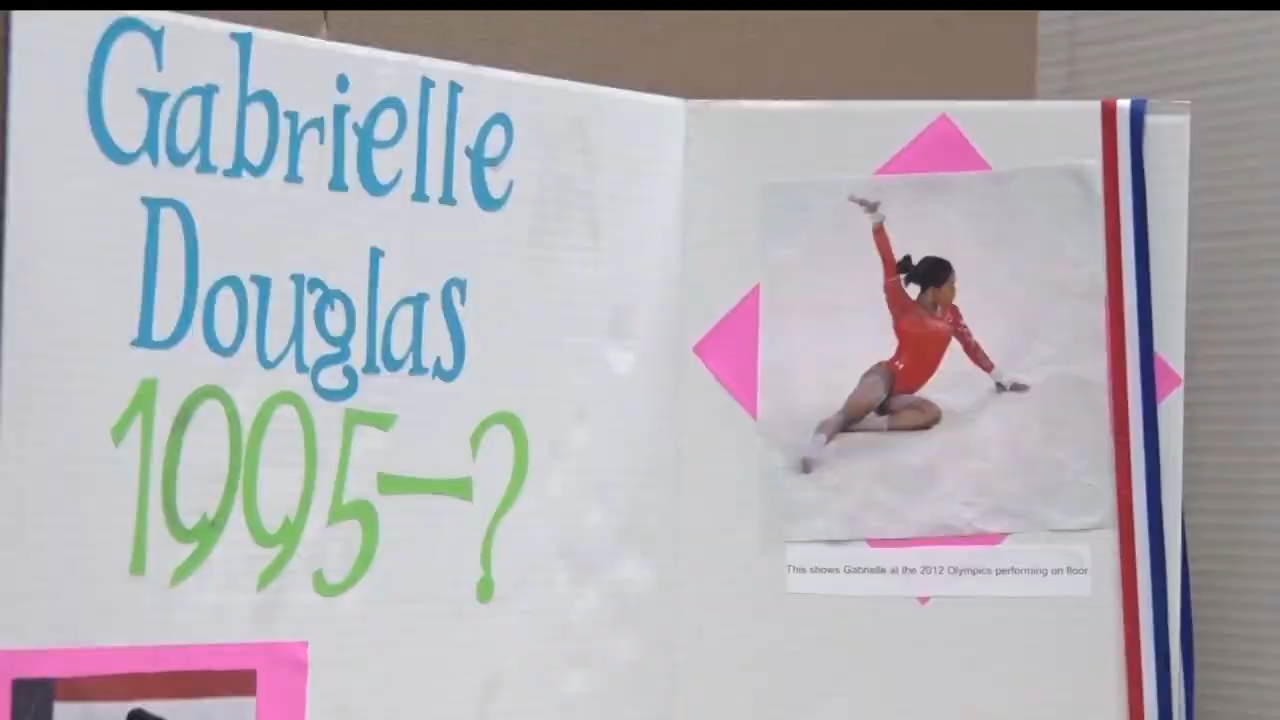 Gabrielle
Douglas
1995-?
This shows Gabrielle at the 2012 Olympics performing on floor